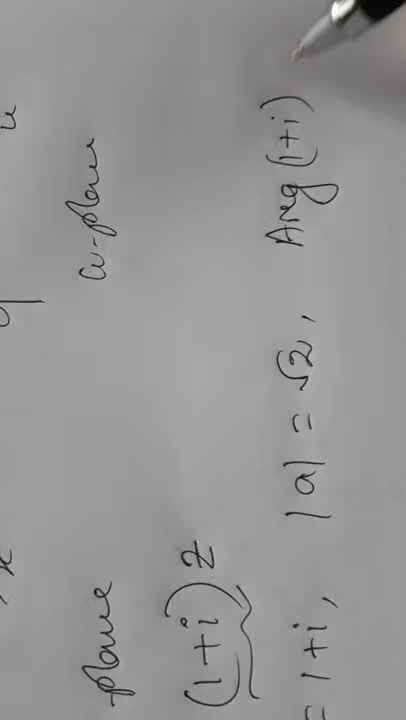 x u
plane w-plane
(1+i)z
= 1+i, |a| = √2, Arg(1+i)